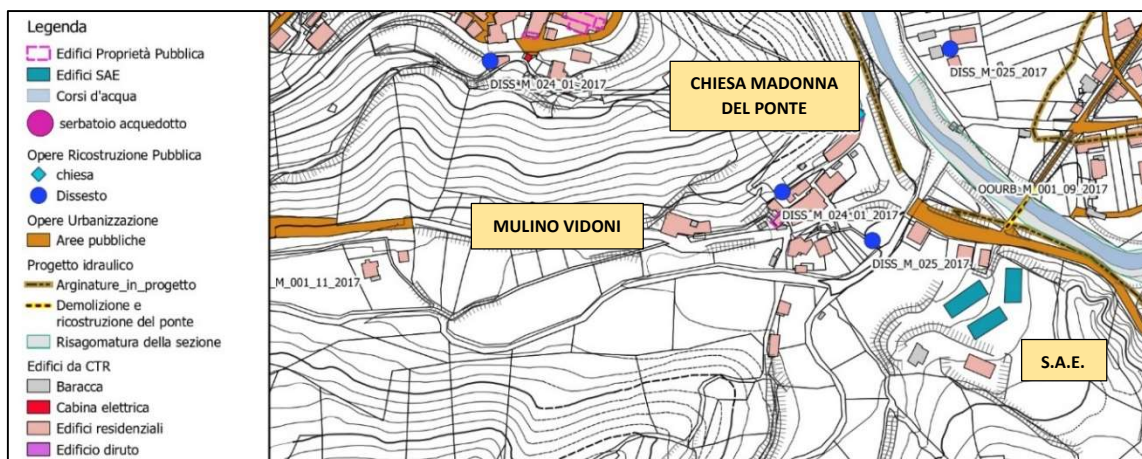 Legenda
Edifici Proprietà Pubblica
Edifici SAE
Corsi d'acqua
serbatoio acquedotto
Opere Ricostruzione Pubblica
chiesa
Dissesto
Opere Urbanizzazione
Aree pubbliche
Progetto idraulico
Arginature_in_progetto
Demolizione e
ricostruzione del ponte
Risagomatura della sezione
Edifici da CTR
Baracca
Cabina elettrica
Edifici residenziali
Edificio diruto
DISS_M_024_01_2017
CHIESA MADONNA
DEL PONTE
DISS_M_025_2017
OOURB_M_001_09_2017
MULINO VIDONI
DISS_M_024_01_2017
DISS_M_025_2017
_M_001_11_2017
S.A.E.